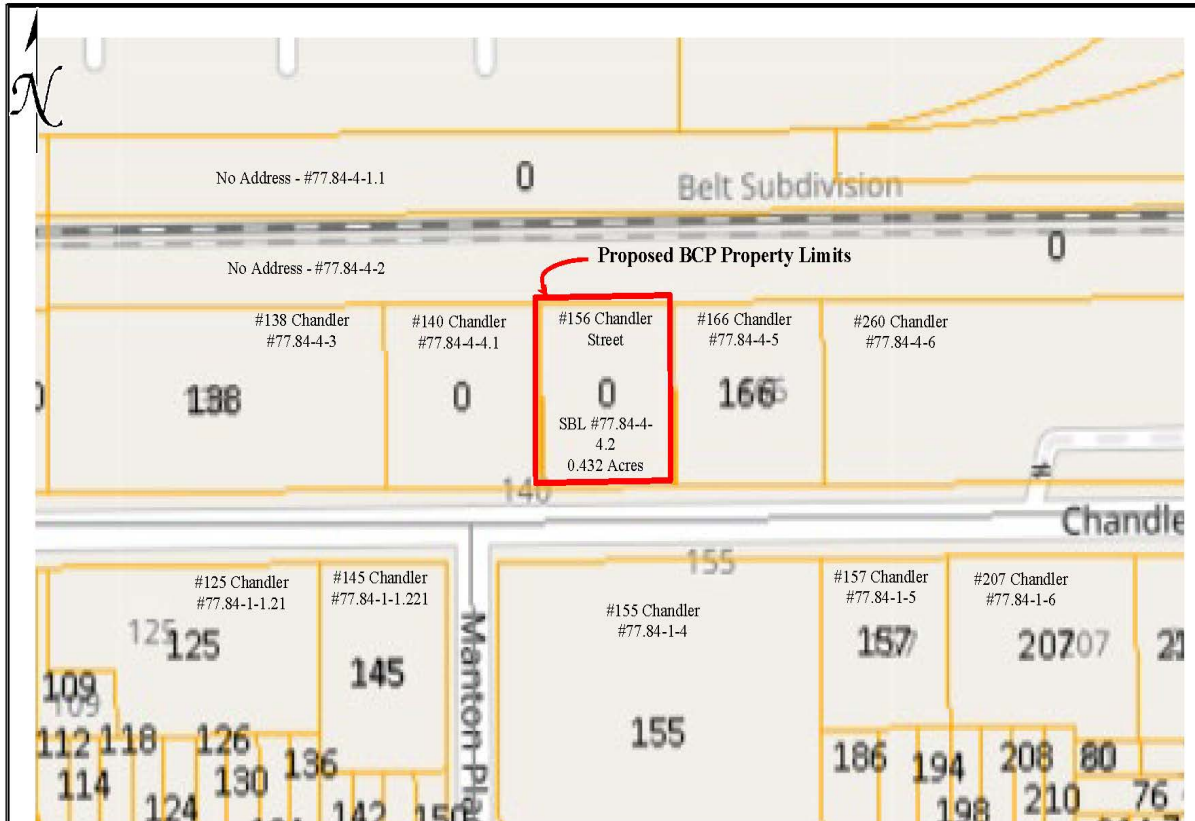 N
No Address - #77.84-4-1.1
0
Belt Subdivision
0
Proposed BCP Property Limits
No Address - #77.84-4-2
#138 Chandler
#77.84-4-3
138
#140 Chandler
#77.84-4-4.1
0
#156 Chandler
Street
0
SBL #77.84-4-
4.2
0.432 Acres
#166 Chandler
#77.84-4-5
166
#260 Chandler
#77.84-4-6
140
Chandle
#125 Chandler
#77.84-1-1.21
125
125
#145 Chandler
#77.84-1-1.221
145
Manton Pla
155
#155 Chandler
#77.84-1-4
155
#157 Chandler
#77.84-1-5
157
#207 Chandler
#77.84-1-6
207
109
109
112
118
126
136
114
130
124
142
150
186
194
208
80
198
210
76